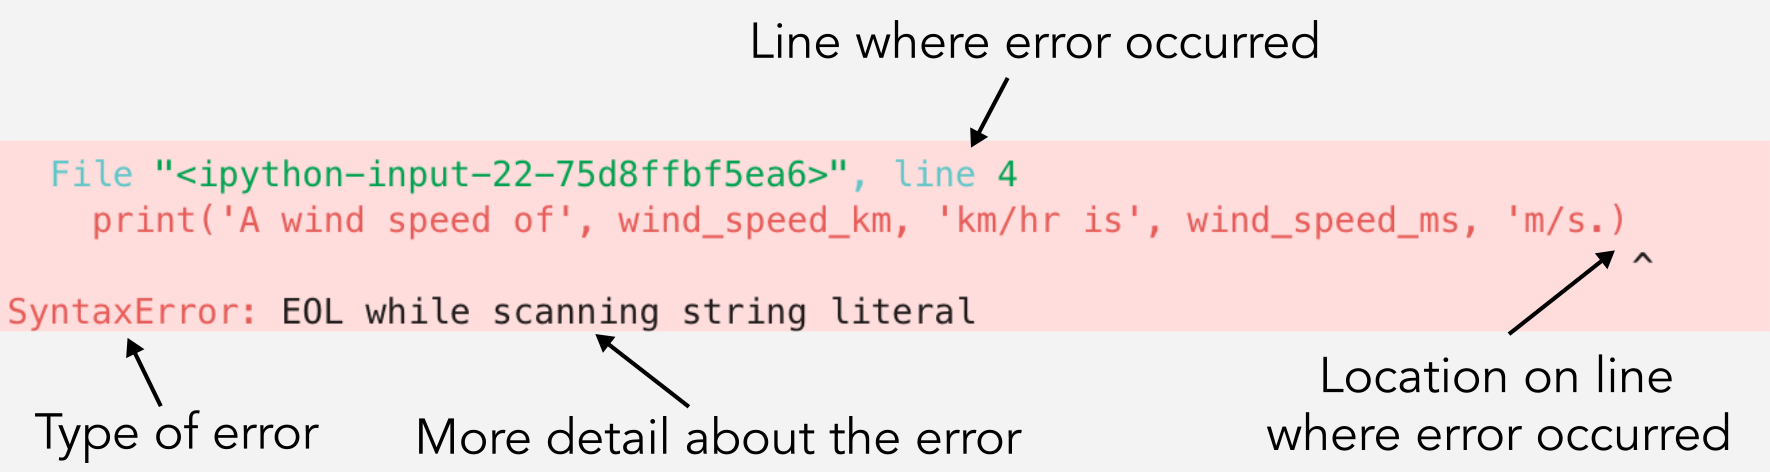 Line where error occurred
File "<ipython-input-22-75d8ffbf5ea6>", line 4
print('A wind speed of', wind_speed_km, 'km/hr is', wind_speed_ms, 'm/s.)
^
SyntaxError: EOL while scanning string literal
Type of error
More detail about the error
Location on line
where error occurred